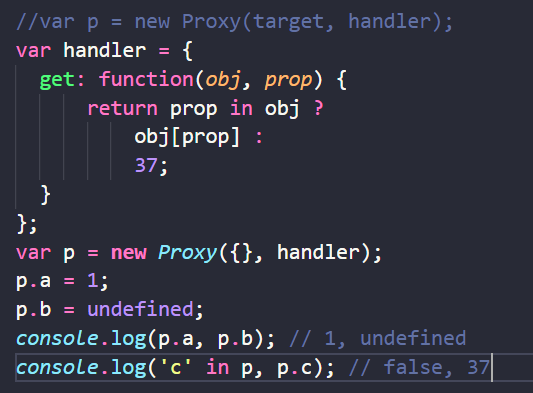 //var p = new Proxy(target, handler);
var handler = {
  get: function(obj, prop) {
      return prop in obj ?
          obj[prop] :
          37;
  }
};
var p = new Proxy({}, handler);
p.a = 1;
p.b = undefined;
console.log(p.a, p.b); // 1, undefined
console.log('c' in p, p.c); // false, 37